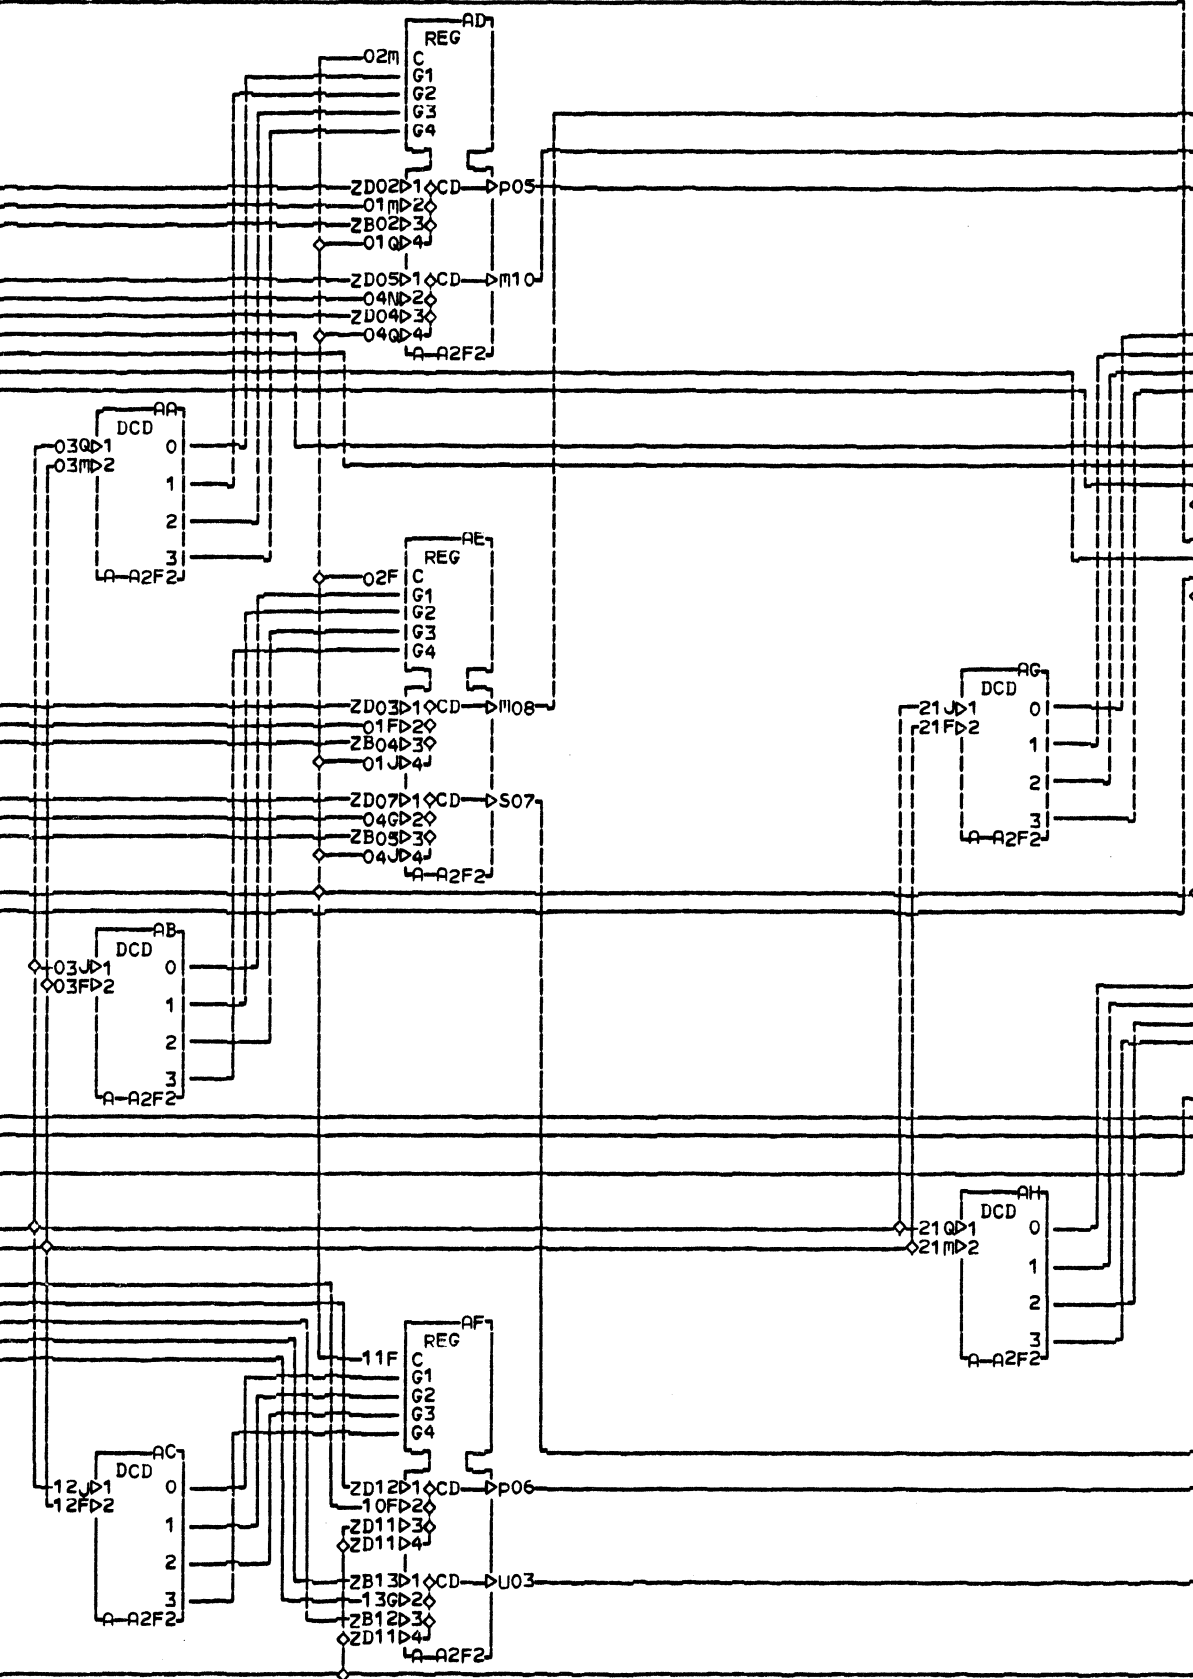 AD
REG
02M C
G1
G2
G3
G4
ZD02 1 CD P05
01M 2
ZB02 3
01Q 4
ZD05 1 CD M10
04N 2
ZD04 3
04Q 4
A-A2F2
AA
DCD
03Q 1 0
03M 2
1
2
3
A-A2F2
AE
REG
02F C
G1
G2
G3
G4
ZD03 1 CD M08
01F 2
ZB04 3
01J 4
ZD07 1 CD S07
04G 2
ZB05 3
04J 4
A-A2F2
AG
DCD
21J 1 0
21F 2
1
2
3
A-A2F2
AB
DCD
03J 1 0
03F 2
1
2
3
A-A2F2
AH
DCD
21Q 1 0
21M 2
1
2
3
A-A2F2
AF
REG
11F C
G1
G2
G3
G4
ZD12 1 CD P06
10F 2
ZD11 3
ZD11 4
ZB13 1 CD U03
13G 2
ZB12 3
ZD11 4
A-A2F2
AC
DCD
12J 1 0
12F 2
1
2
3
A-A2F2